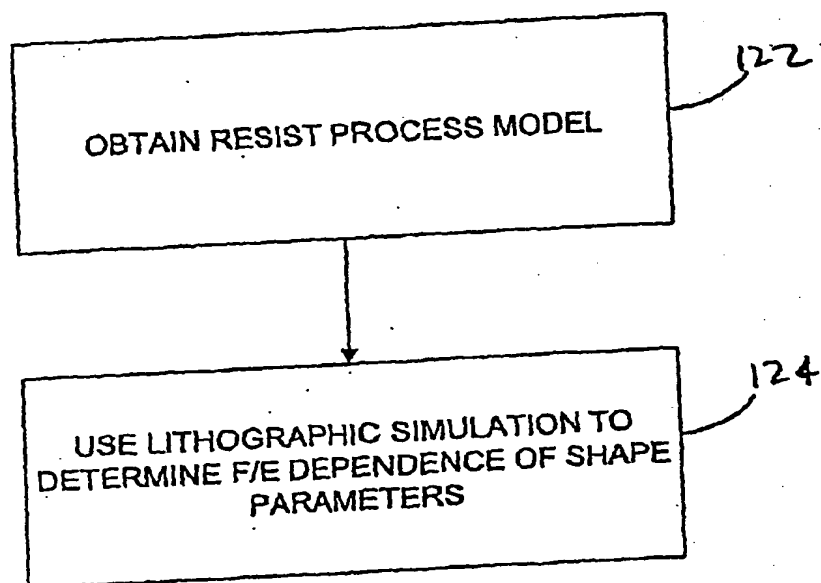 122
OBTAIN RESIST PROCESS MODEL
124
USE LITHOGRAPHIC SIMULATION TO
DETERMINE F/E DEPENDENCE OF SHAPE
PARAMETERS